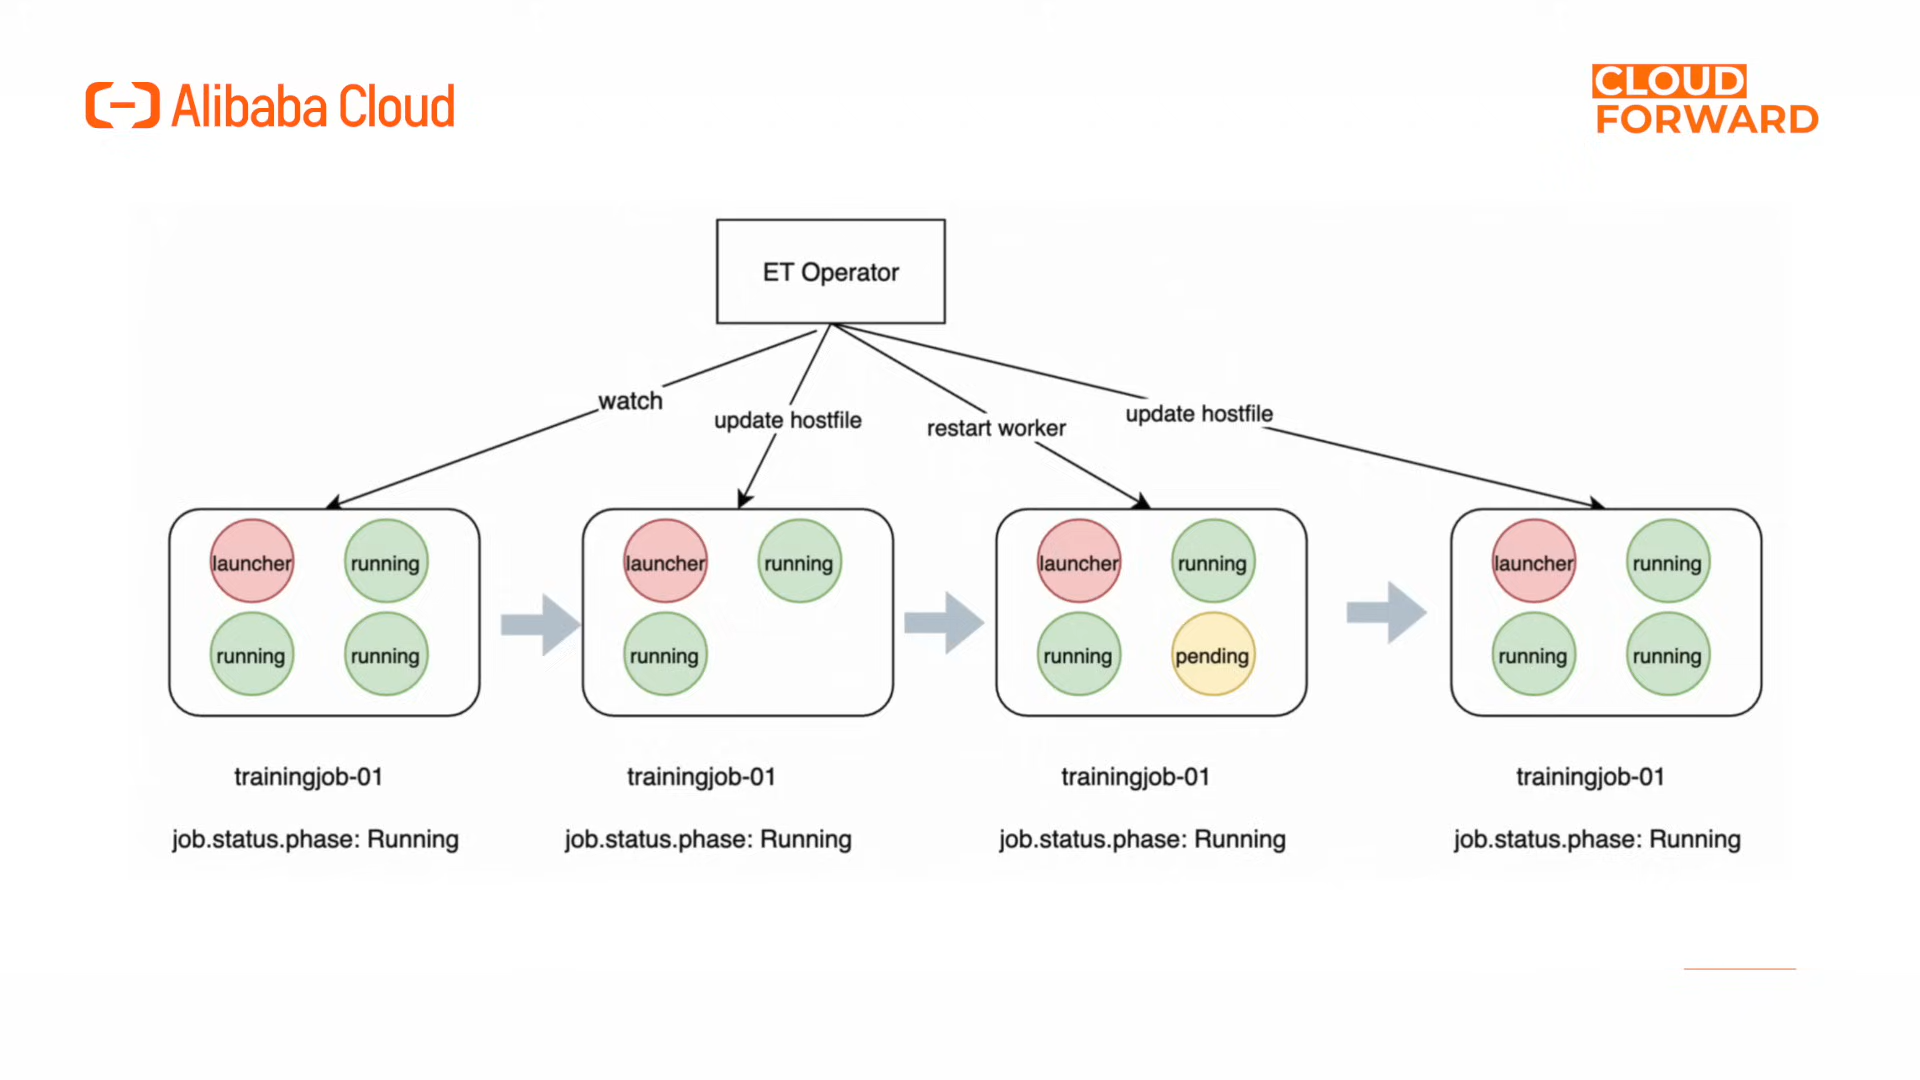 Alibaba Cloud
CLOUD
FORWARD
ET Operator
watch
update hostfile
restart worker
update hostfile
launcher
running
running
running
launcher
running
running
launcher
running
running
pending
launcher
running
running
running
trainingjob-01
trainingjob-01
trainingjob-01
trainingjob-01
job.status.phase: Running
job.status.phase: Running
job.status.phase: Running
job.status.phase: Running